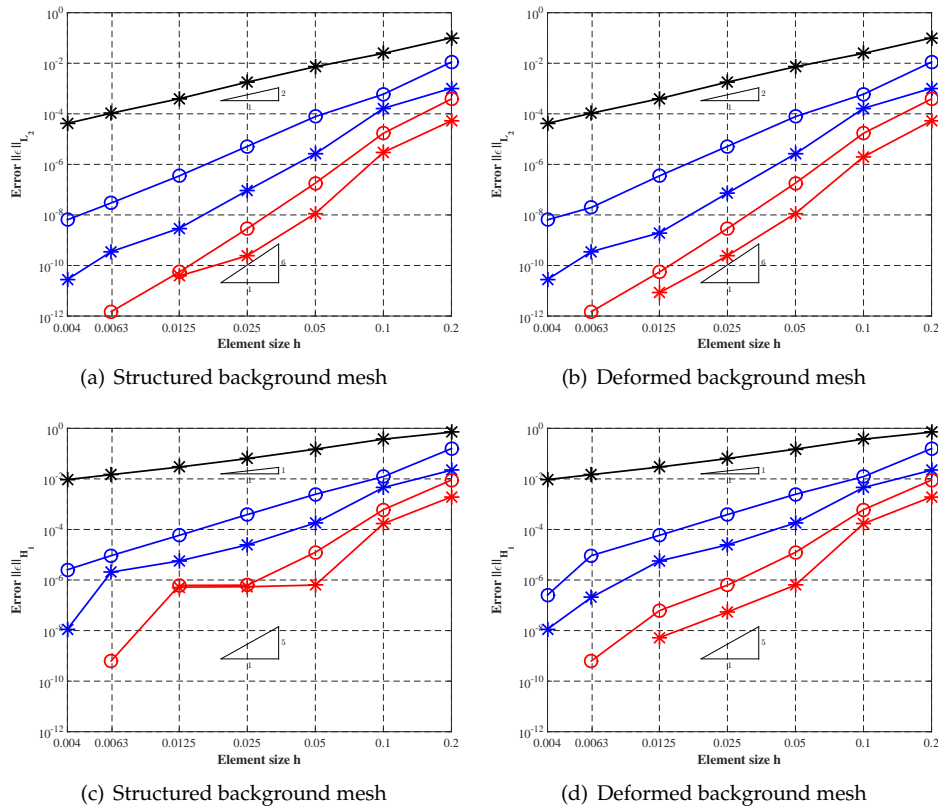 10^0
10^-2
10^-4
10^-6
10^-8
10^-10
10^-12
Error ||ϵ||_L_2
2
1
6
1
0.004 0.0063 0.0125 0.025 0.05 0.1 0.2
Element size h
(a) Structured background mesh
10^0
10^-2
10^-4
10^-6
10^-8
10^-10
10^-12
Error ||ϵ||_L_2
2
1
6
1
0.004 0.0063 0.0125 0.025 0.05 0.1 0.2
Element size h
(b) Deformed background mesh
10^0
10^-2
10^-4
10^-6
10^-8
10^-10
10^-12
Error ||ϵ||_H_1
1
1
5
1
0.004 0.0063 0.0125 0.025 0.05 0.1 0.2
Element size h
(c) Structured background mesh
10^0
10^-2
10^-4
10^-6
10^-8
10^-10
10^-12
Error ||ϵ||_H_1
1
1
5
1
0.004 0.0063 0.0125 0.025 0.05 0.1 0.2
Element size h
(d) Deformed background mesh